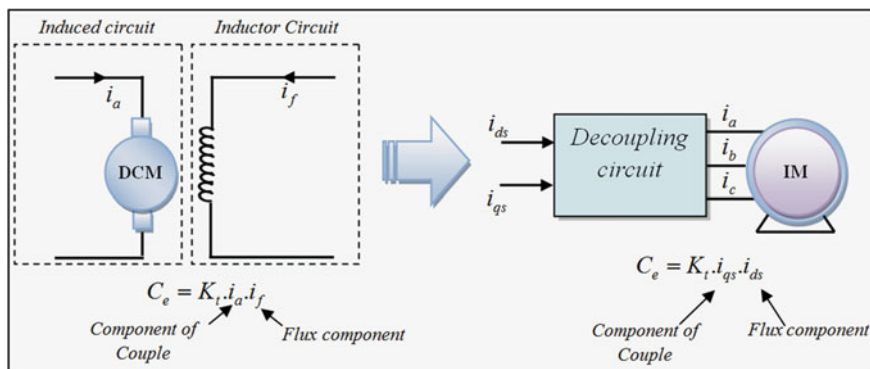 Induced circuit
Inductor Circuit
i_a
i_f
DCM
C_e = K_t.i_a.i_f
Component of
Couple
Flux component
i_ds
i_qs
Decoupling
circuit
i_a
i_b
i_c
IM
C_e = K_t.i_qs.i_ds
Component of
Couple
Flux component